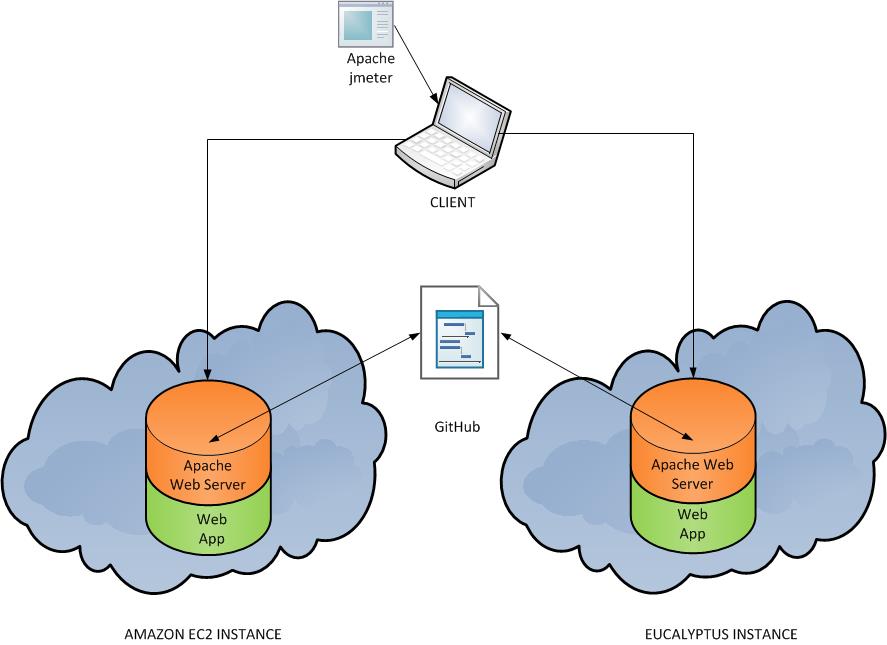 Apache
jmeter
CLIENT
GitHub
Apache
Web Server
Web
App
Apache Web
Server
Web
App
AMAZON EC2 INSTANCE
EUCALYPTUS INSTANCE